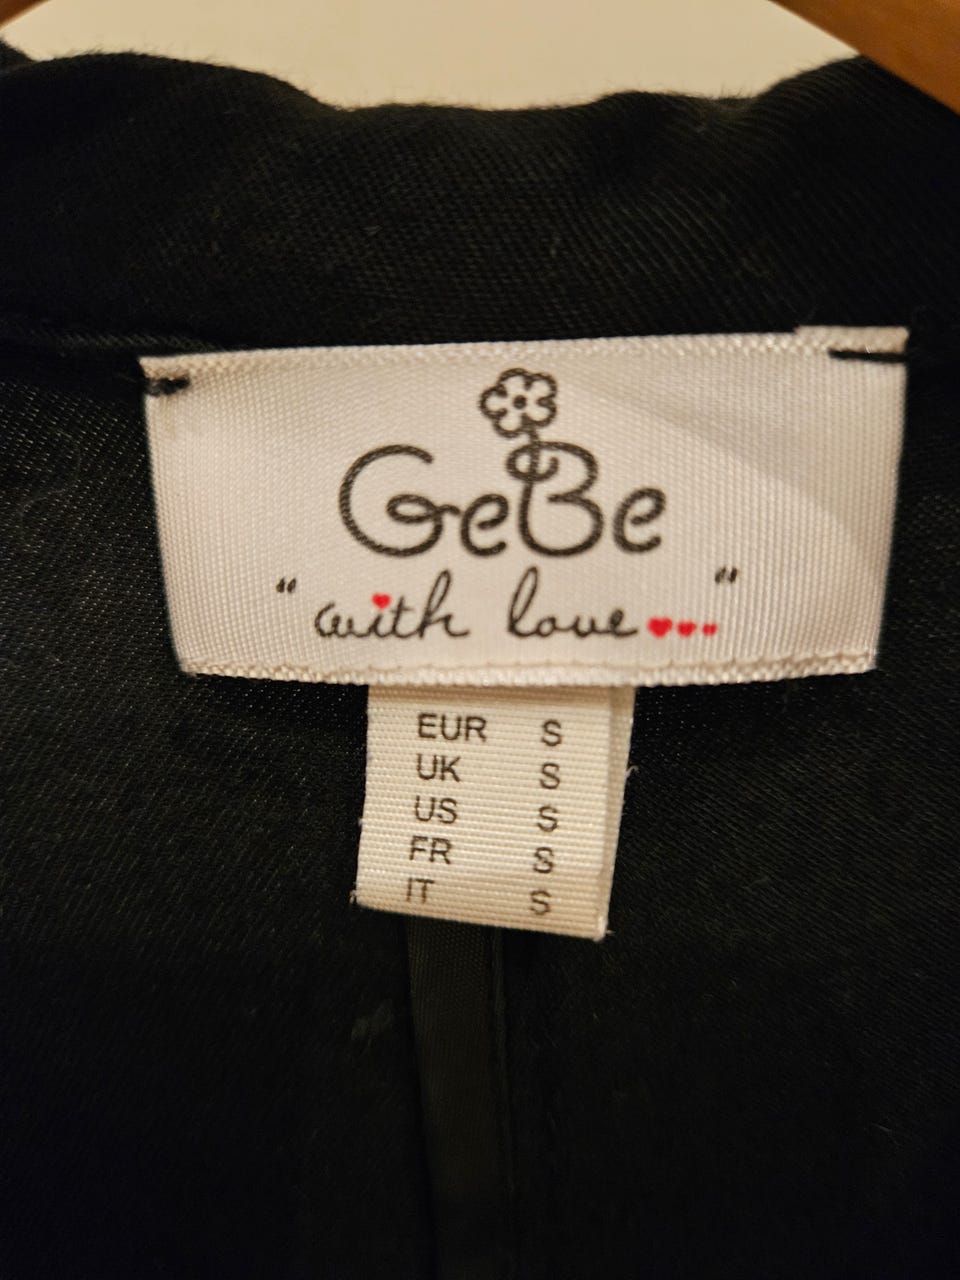 GeBe
"with love..."
EUR S
UK S
US S
FR S
IT S